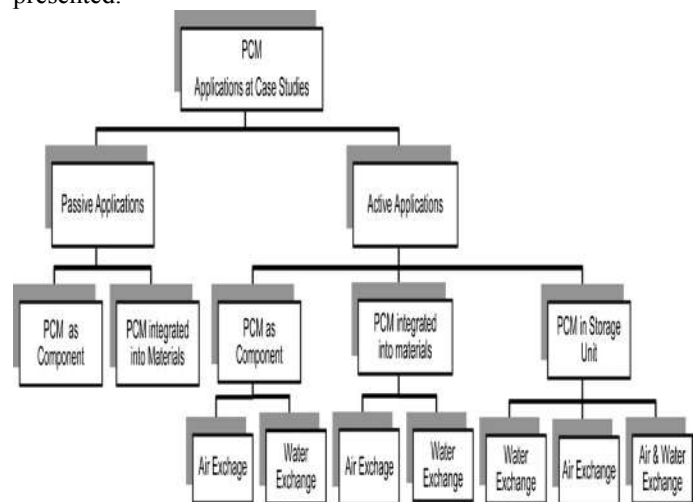 presented.
PCM
Applications at Case Studies
Passive Applications
Active Applications
PCM as
Component
PCM integrated
into Materials
PCM as
Component
PCM integrated
into materials
PCM in Storage
Unit
Air Exchage
Water
Exchange
Air Exchage
Water
Exchange
Water
Exchange
Air Exchange
Air & Water
Exchange